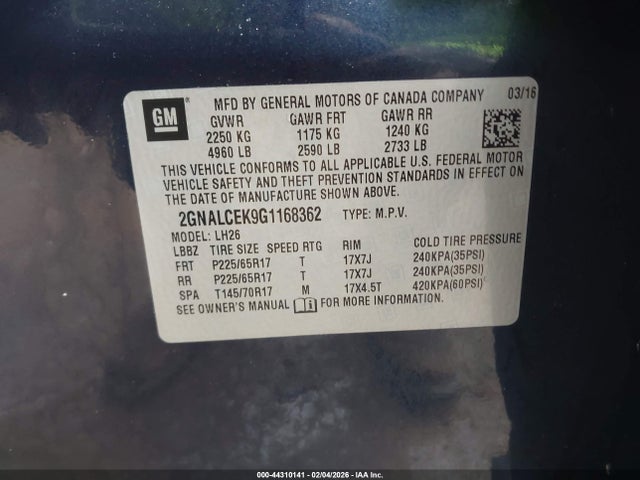 GM
MFD BY GENERAL MOTORS OF CANADA COMPANY 03/16
GVWR GAWR FRT GAWR RR
2250 KG 1175 KG 1240 KG
4960 LB 2590 LB 2733 LB
THIS VEHICLE CONFORMS TO ALL APPLICABLE U.S. FEDERAL MOTOR
VEHICLE SAFETY AND THEFT PREVENTION STANDARDS IN EFFECT ON
THE DATE OF MANUFACTURE SHOWN ABOVE.
2GNALCEK9G1168362 TYPE: M.P.V.
MODEL: LH26
LBBZ TIRE SIZE SPEED RTG RIM COLD TIRE PRESSURE
FRT P225/65R17 T 17X7J 240KPA(35PSI)
RR P225/65R17 T 17X7J 240KPA(35PSI)
SPA T145/70R17 M 17X4.5T 420KPA(60PSI)
SEE OWNER'S MANUAL FOR MORE INFORMATION.
000-44310141 - 02/04/2026 - IAA Inc.